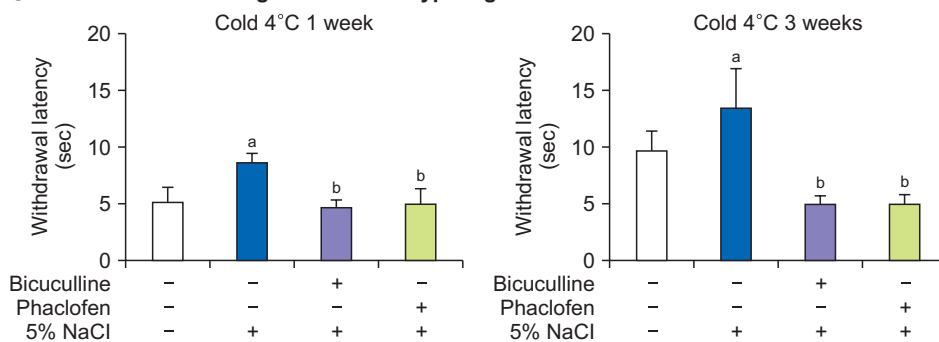 Cold 4°C 1 week
20
15
10
5
0
Withdrawal latency
(sec)
a
b
b
Bicuculline – – + –
Phaclofen – – – +
5% NaCl – + + +
Cold 4°C 3 weeks
20
15
10
5
0
Withdrawal latency
(sec)
a
b
b
Bicuculline – – + –
Phaclofen – – – +
5% NaCl – + + +